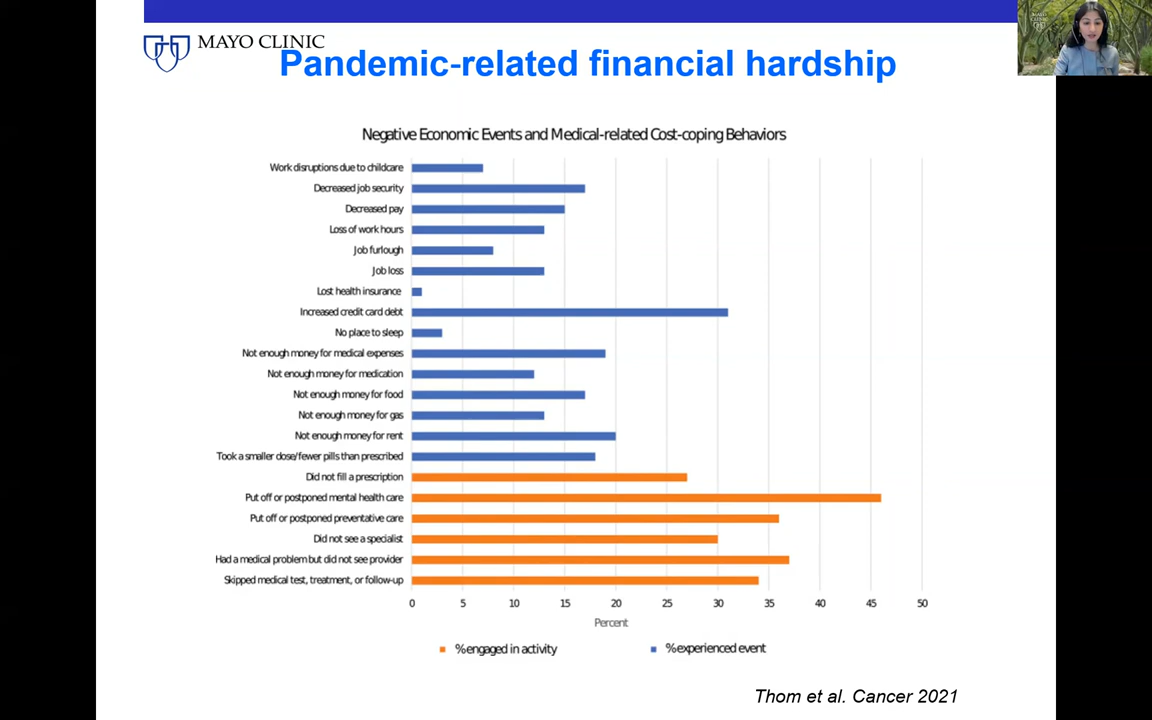 MAYO CLINIC
Pandemic-related financial hardship
Negative Economic Events and Medical-related Cost-coping Behaviors
Work disruptions due to childcare
Decreased job security
Decreased pay
Loss of work hours
Job furlough
Job loss
Lost health insurance
Increased credit card debt
No place to sleep
Not enough money for medical expenses
Not enough money for medication
Not enough money for food
Not enough money for gas
Not enough money for rent
Took a smaller dose/fewer pills than prescribed
Did not fill a prescription
Put off or postponed mental health care
Put off or postponed preventative care
Did not see a specialist
Had a medical problem but did not see provider
Skipped medical test, treatment, or follow-up
0 5 10 15 20 25 30 35 40 45 50
Percent
% engaged in activity % experienced event
Thom et al. Cancer 2021